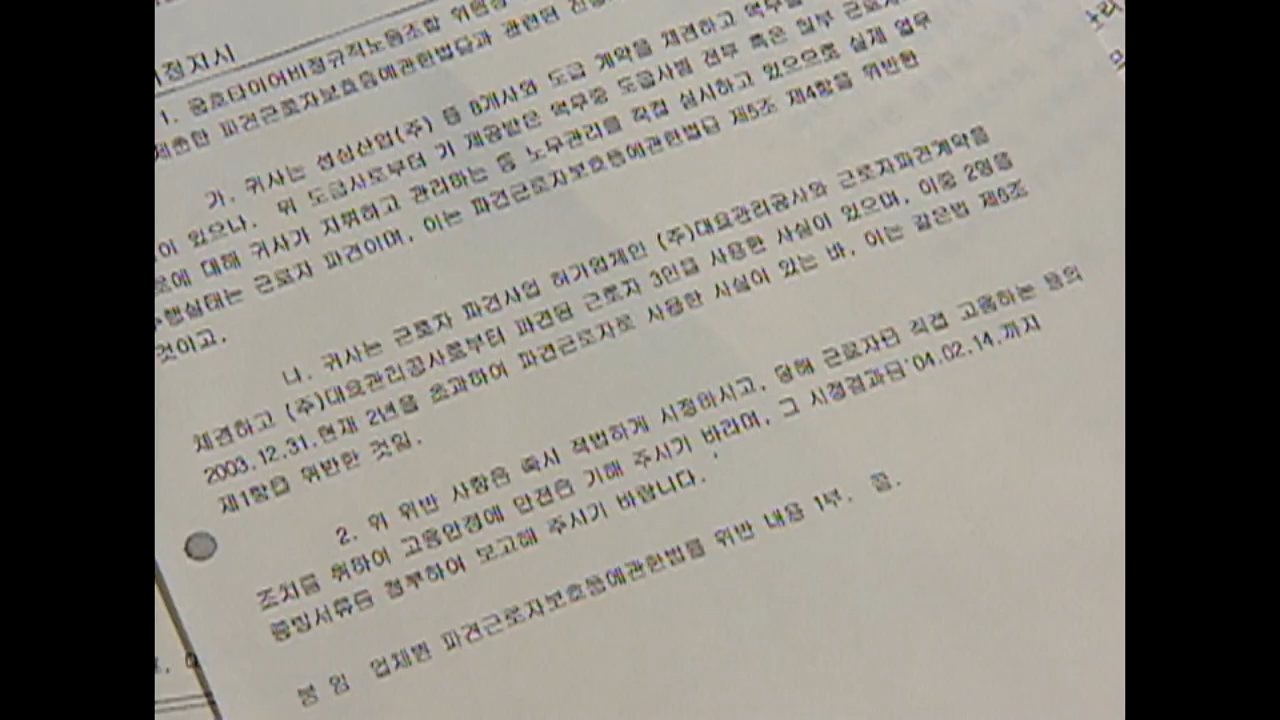 시정지시
1. 금호타이어비정규직노동조합 위원장
제출한 파견근로자보호등에관한법률과 관련된 진정
가. 귀사는 성심산업(주) 등 8개사와 도급 계약을 체결하고 역무를
이 있으나, 위 도급사로부터 기 제공받은 역무중 도급사별 전부 혹은 일부 근로자
에 대해 귀사가 지휘하고 관리하는 등 노무관리를 직접 실시하고 있으므로 실제 업무
수행실태는 근로자 파견이며, 이는 파견근로자보호등에관한법률 제5조 제4항을 위반한
것이고,
나. 귀사는 근로자 파견사업 허가업체인 (주)대요관리공사와 근로자파견계약을
체결하고 (주)대요관리공사로부터 파견된 근로자 3인을 사용한 사실이 있으며, 이중 2명을
2003.12.31.현재 2년을 초과하여 파견근로자로 사용한 사실이 있는 바, 이는 같은법 제6조
제1항을 위반한 것임.
2. 위 위반 사항은 즉시 적법하게 시정하시고, 당해 근로자를 직접 고용하는 등의
조치를 취하여 고용안정에 만전을 기해 주시기 바라며, 그 시정결과를 '04.02.14.까지
증빙서류를 첨부하여 보고해 주시기 바랍니다.
붙 임 업체별 파견근로자보호등에관한법률 위반 내용 1부. 끝.